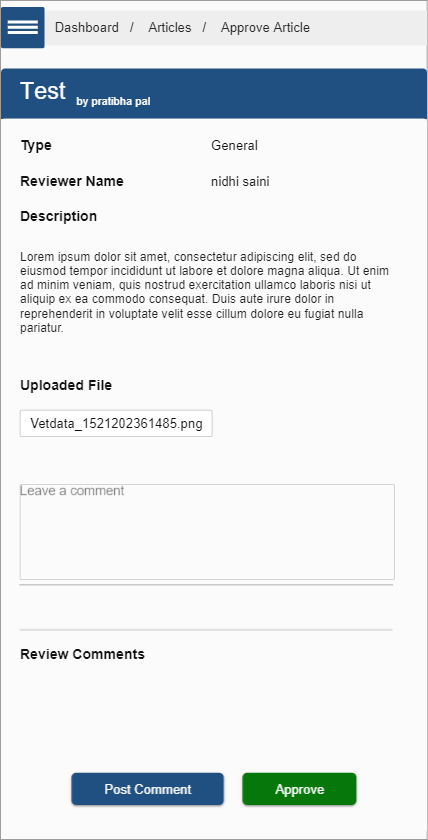 Dashboard / Articles / Approve Article
Test by pratibha pal
Type General
Reviewer Name nidhi saini
Description
Lorem ipsum dolor sit amet, consectetur adipiscing elit, sed do
eiusmod tempor incididunt ut labore et dolore magna aliqua. Ut enim
ad minim veniam, quis nostrud exercitation ullamco laboris nisi ut
aliquip ex ea commodo consequat. Duis aute irure dolor in
reprehenderit in voluptate velit esse cillum dolore eu fugiat nulla
pariatur.
Uploaded File
Vetdata_1521202361485.png
Leave a comment
Review Comments
Post Comment Approve